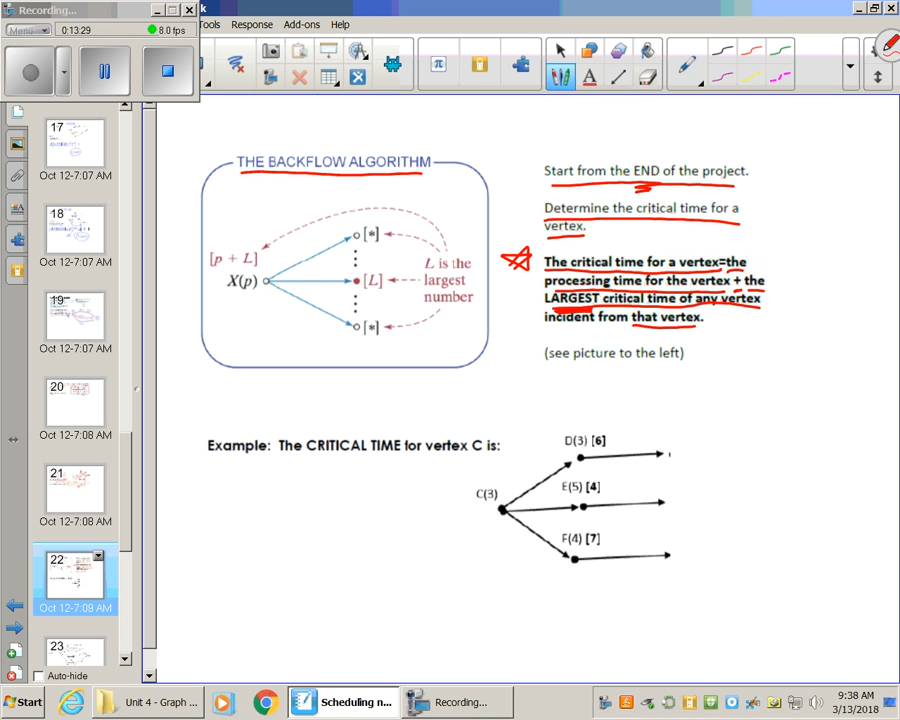 Recording...
Menu
0:13:29
8.0 fps
k
Tools
Response
Add-ons
Help
π
A
17
Oct 12-7:07 AM
18
Oct 12-7:07 AM
19
Oct 12-7:07 AM
20
Oct 12-7:08 AM
21
Oct 12-7:08 AM
22
Oct 12-7:09 AM
23
Auto-hide
THE BACKFLOW ALGORITHM
[*]
[p + L]
X(p)
[L]
L is the
largest
number
[*]
Start from the END of the project.
Determine the critical time for a
vertex.
The critical time for a vertex=the
processing time for the vertex + the
LARGEST critical time of any vertex
incident from that vertex.
(see picture to the left)
Example: The CRITICAL TIME for vertex C is:
D(3) [6]
C(3)
E(5) [4]
F(4) [7]
Start
Unit 4 - Graph ...
Scheduling n...
Recording...
9:38 AM
3/13/2018